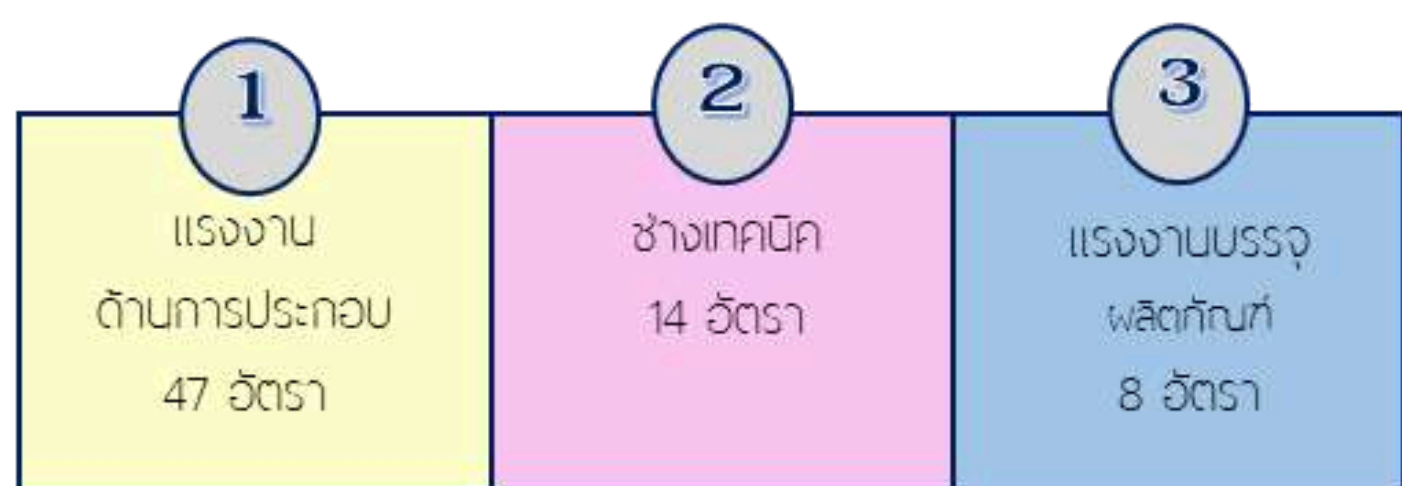 1
แรงงาน
ด้านการประกอบ
47 อัตรา
2
ช่างเทคนิค
14 อัตรา
3
แรงงานบรรจุ
ผลิตภัณฑ์
8 อัตรา